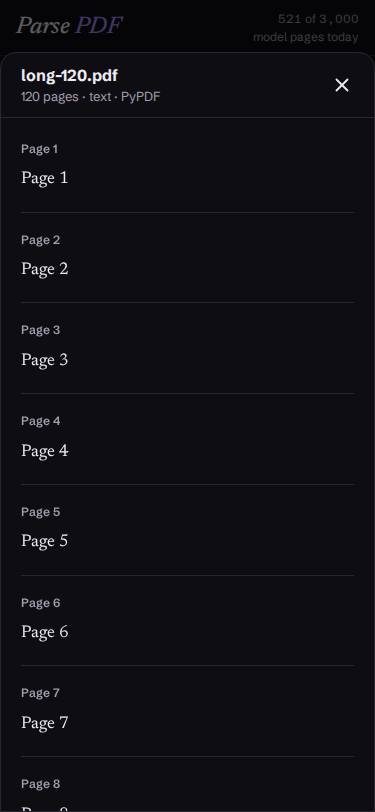 Parse PDF
521 of 3,000
model pages today
long-120.pdf
120 pages · text · PyPDF
Page 1
Page 1
Page 2
Page 2
Page 3
Page 3
Page 4
Page 4
Page 5
Page 5
Page 6
Page 6
Page 7
Page 7
Page 8